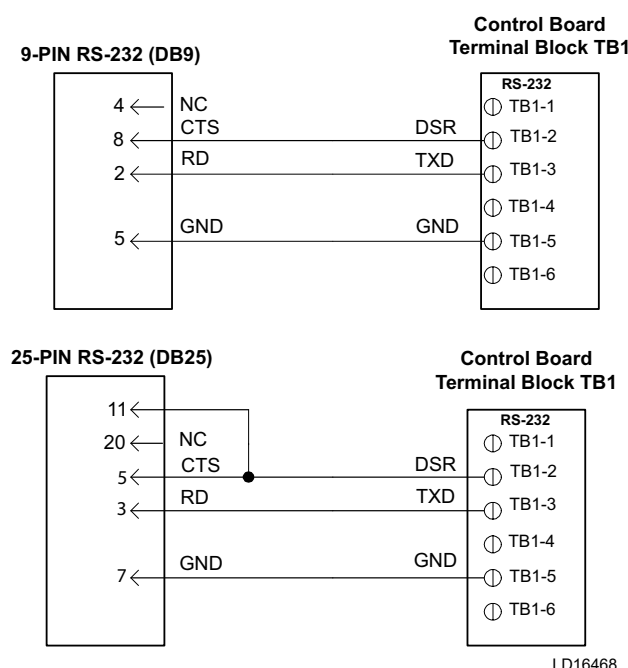 Control Board
Terminal Block TB1
9-PIN RS-232 (DB9)
RS-232
4 NC TB1-1
8 CTS DSR TB1-2
2 RD TXD TB1-3
TB1-4
5 GND GND TB1-5
TB1-6
25-PIN RS-232 (DB25)
Control Board
Terminal Block TB1
11
RS-232
20 NC TB1-1
5 CTS DSR TB1-2
3 RD TXD TB1-3
TB1-4
7 GND GND TB1-5
TB1-6
LD16468